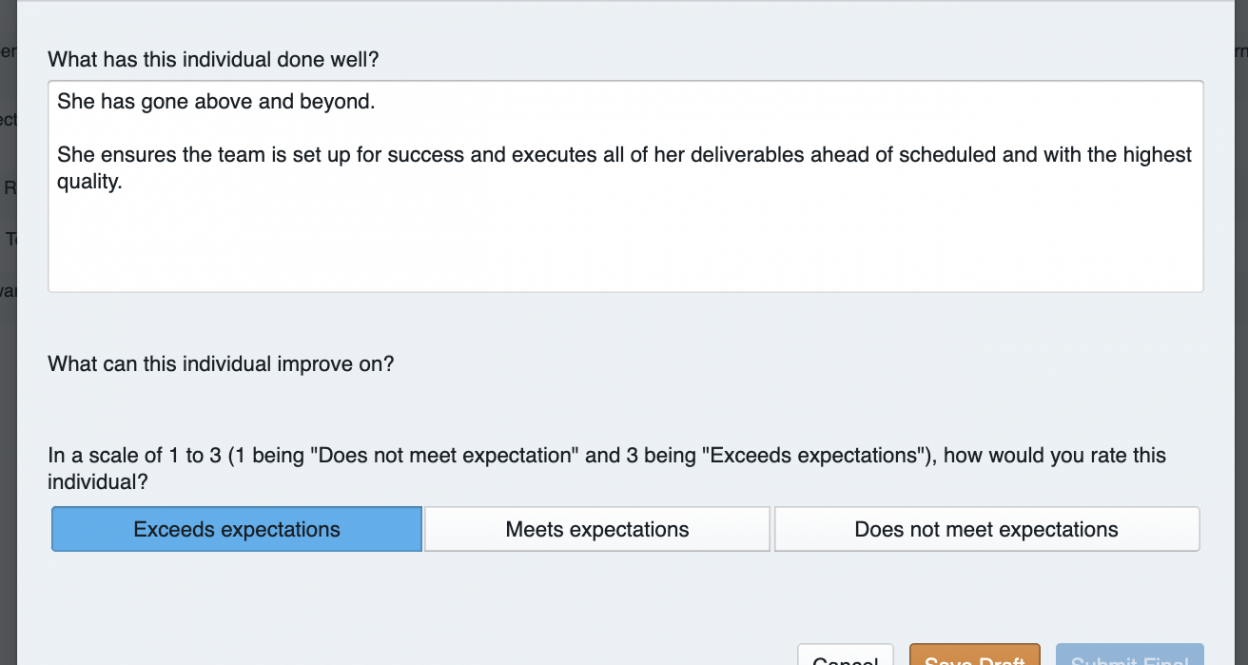 What has this individual done well?
She has gone above and beyond.
She ensures the team is set up for success and executes all of her deliverables ahead of scheduled and with the highest
quality.
What can this individual improve on?
In a scale of 1 to 3 (1 being "Does not meet expectation" and 3 being "Exceeds expectations"), how would you rate this
individual?
Exceeds expectations Meets expectations Does not meet expectations
Cancel Save Draft Submit Final